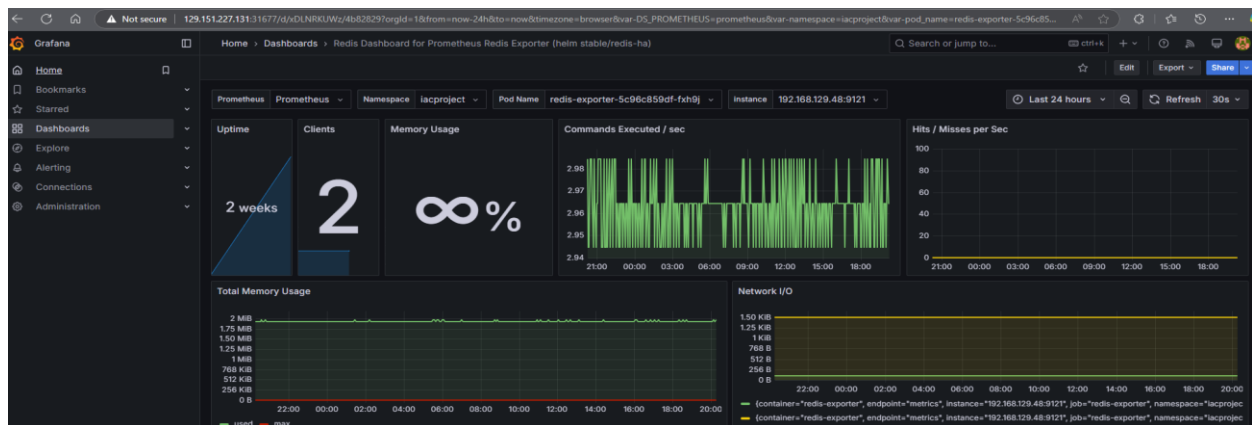 Not secure 129.151.227.131:31677/d/xDLNRKUWz/4b82829?orgId=1&from=now-24h&to=now&timezone=browser&var-DS_PROMETHEUS=prometheus&var-namespace=iacproject&var-pod_name=redis-exporter-5c96c85...
Grafana
Home > Dashboards > Redis Dashboard for Prometheus Redis Exporter (helm stable/redis-ha)
Search or jump to...
ctrl+k
Home
Bookmarks
Starred
Dashboards
Explore
Alerting
Connections
Administration
Edit
Export
Share
Prometheus Prometheus
Namespace iacproject
Pod Name redis-exporter-5c96c859df-fxh9j
Instance 192.168.129.48:9121
Last 24 hours
Refresh 30s
Uptime
2 weeks
Clients
2
Memory Usage
∞%
Commands Executed / sec
2.98
2.97
2.96
2.95
2.94
21:00 00:00 03:00 06:00 09:00 12:00 15:00 18:00
Hits / Misses per Sec
100
80
60
40
20
0
21:00 00:00 03:00 06:00 09:00 12:00 15:00 18:00
Total Memory Usage
2 MiB
1.75 MiB
1.50 MiB
1.25 MiB
1 MiB
768 KiB
512 KiB
256 KiB
0 B
22:00 00:00 02:00 04:00 06:00 08:00 10:00 12:00 14:00 16:00 18:00 20:00
used max
Network I/O
1.50 KiB
1.25 KiB
1 KiB
768 B
512 B
256 B
0 B
22:00 00:00 02:00 04:00 06:00 08:00 10:00 12:00 14:00 16:00 18:00 20:00
{container="redis-exporter", endpoint="metrics", instance="192.168.129.48:9121", job="redis-exporter", namespace="iacprojec
{container="redis-exporter", endpoint="metrics", instance="192.168.129.48:9121", job="redis-exporter", namespace="iacprojec